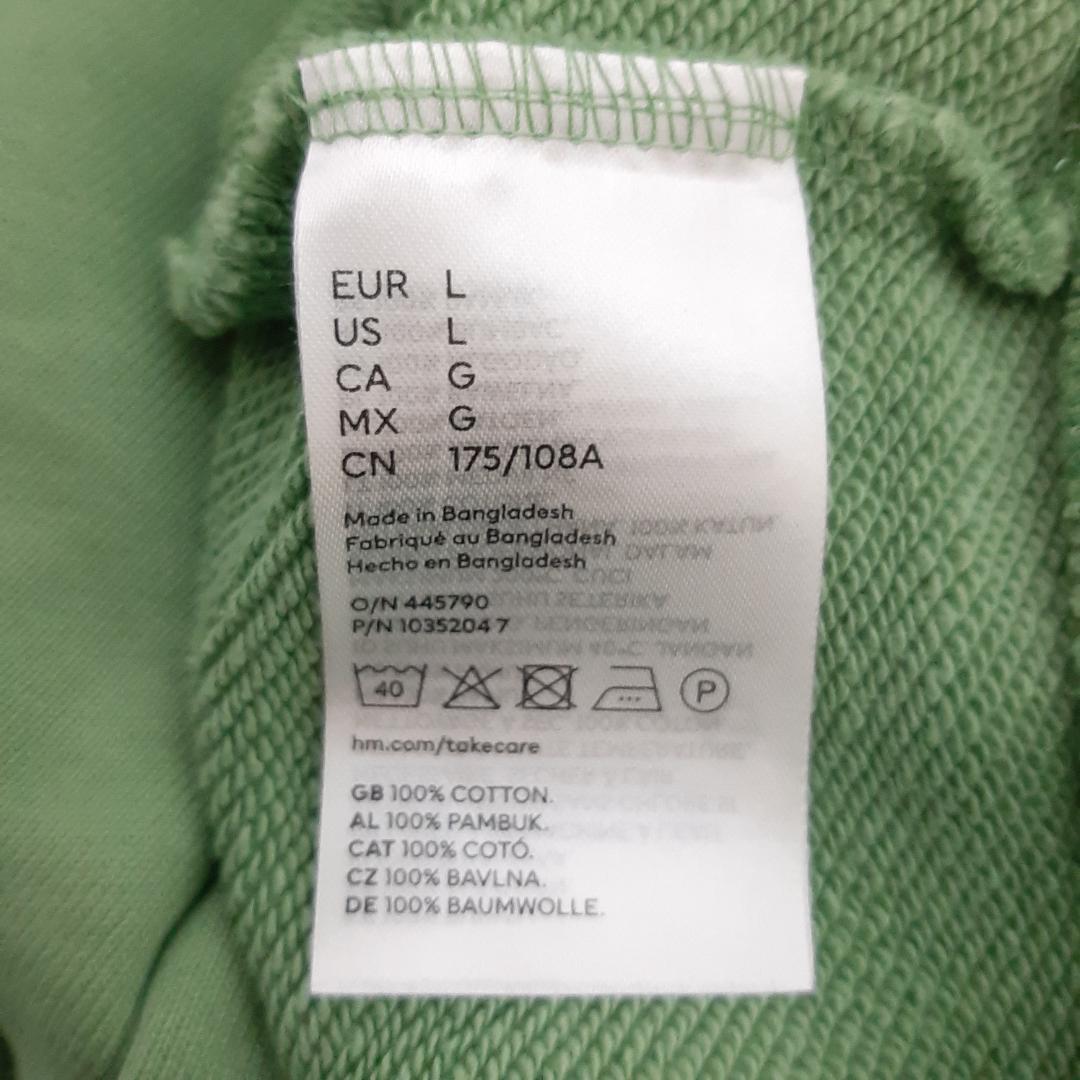 EUR L
US L
CA G
MX G
CN 175/108A
Made in Bangladesh
Fabriqué au Bangladesh
Hecho en Bangladesh
O/N 445790
P/N 1035204 7
40 P
hm.com/takecare
GB 100% COTTON.
AL 100% PAMBUK.
CAT 100% COTÓ.
CZ 100% BAVLNA.
DE 100% BAUMWOLLE.